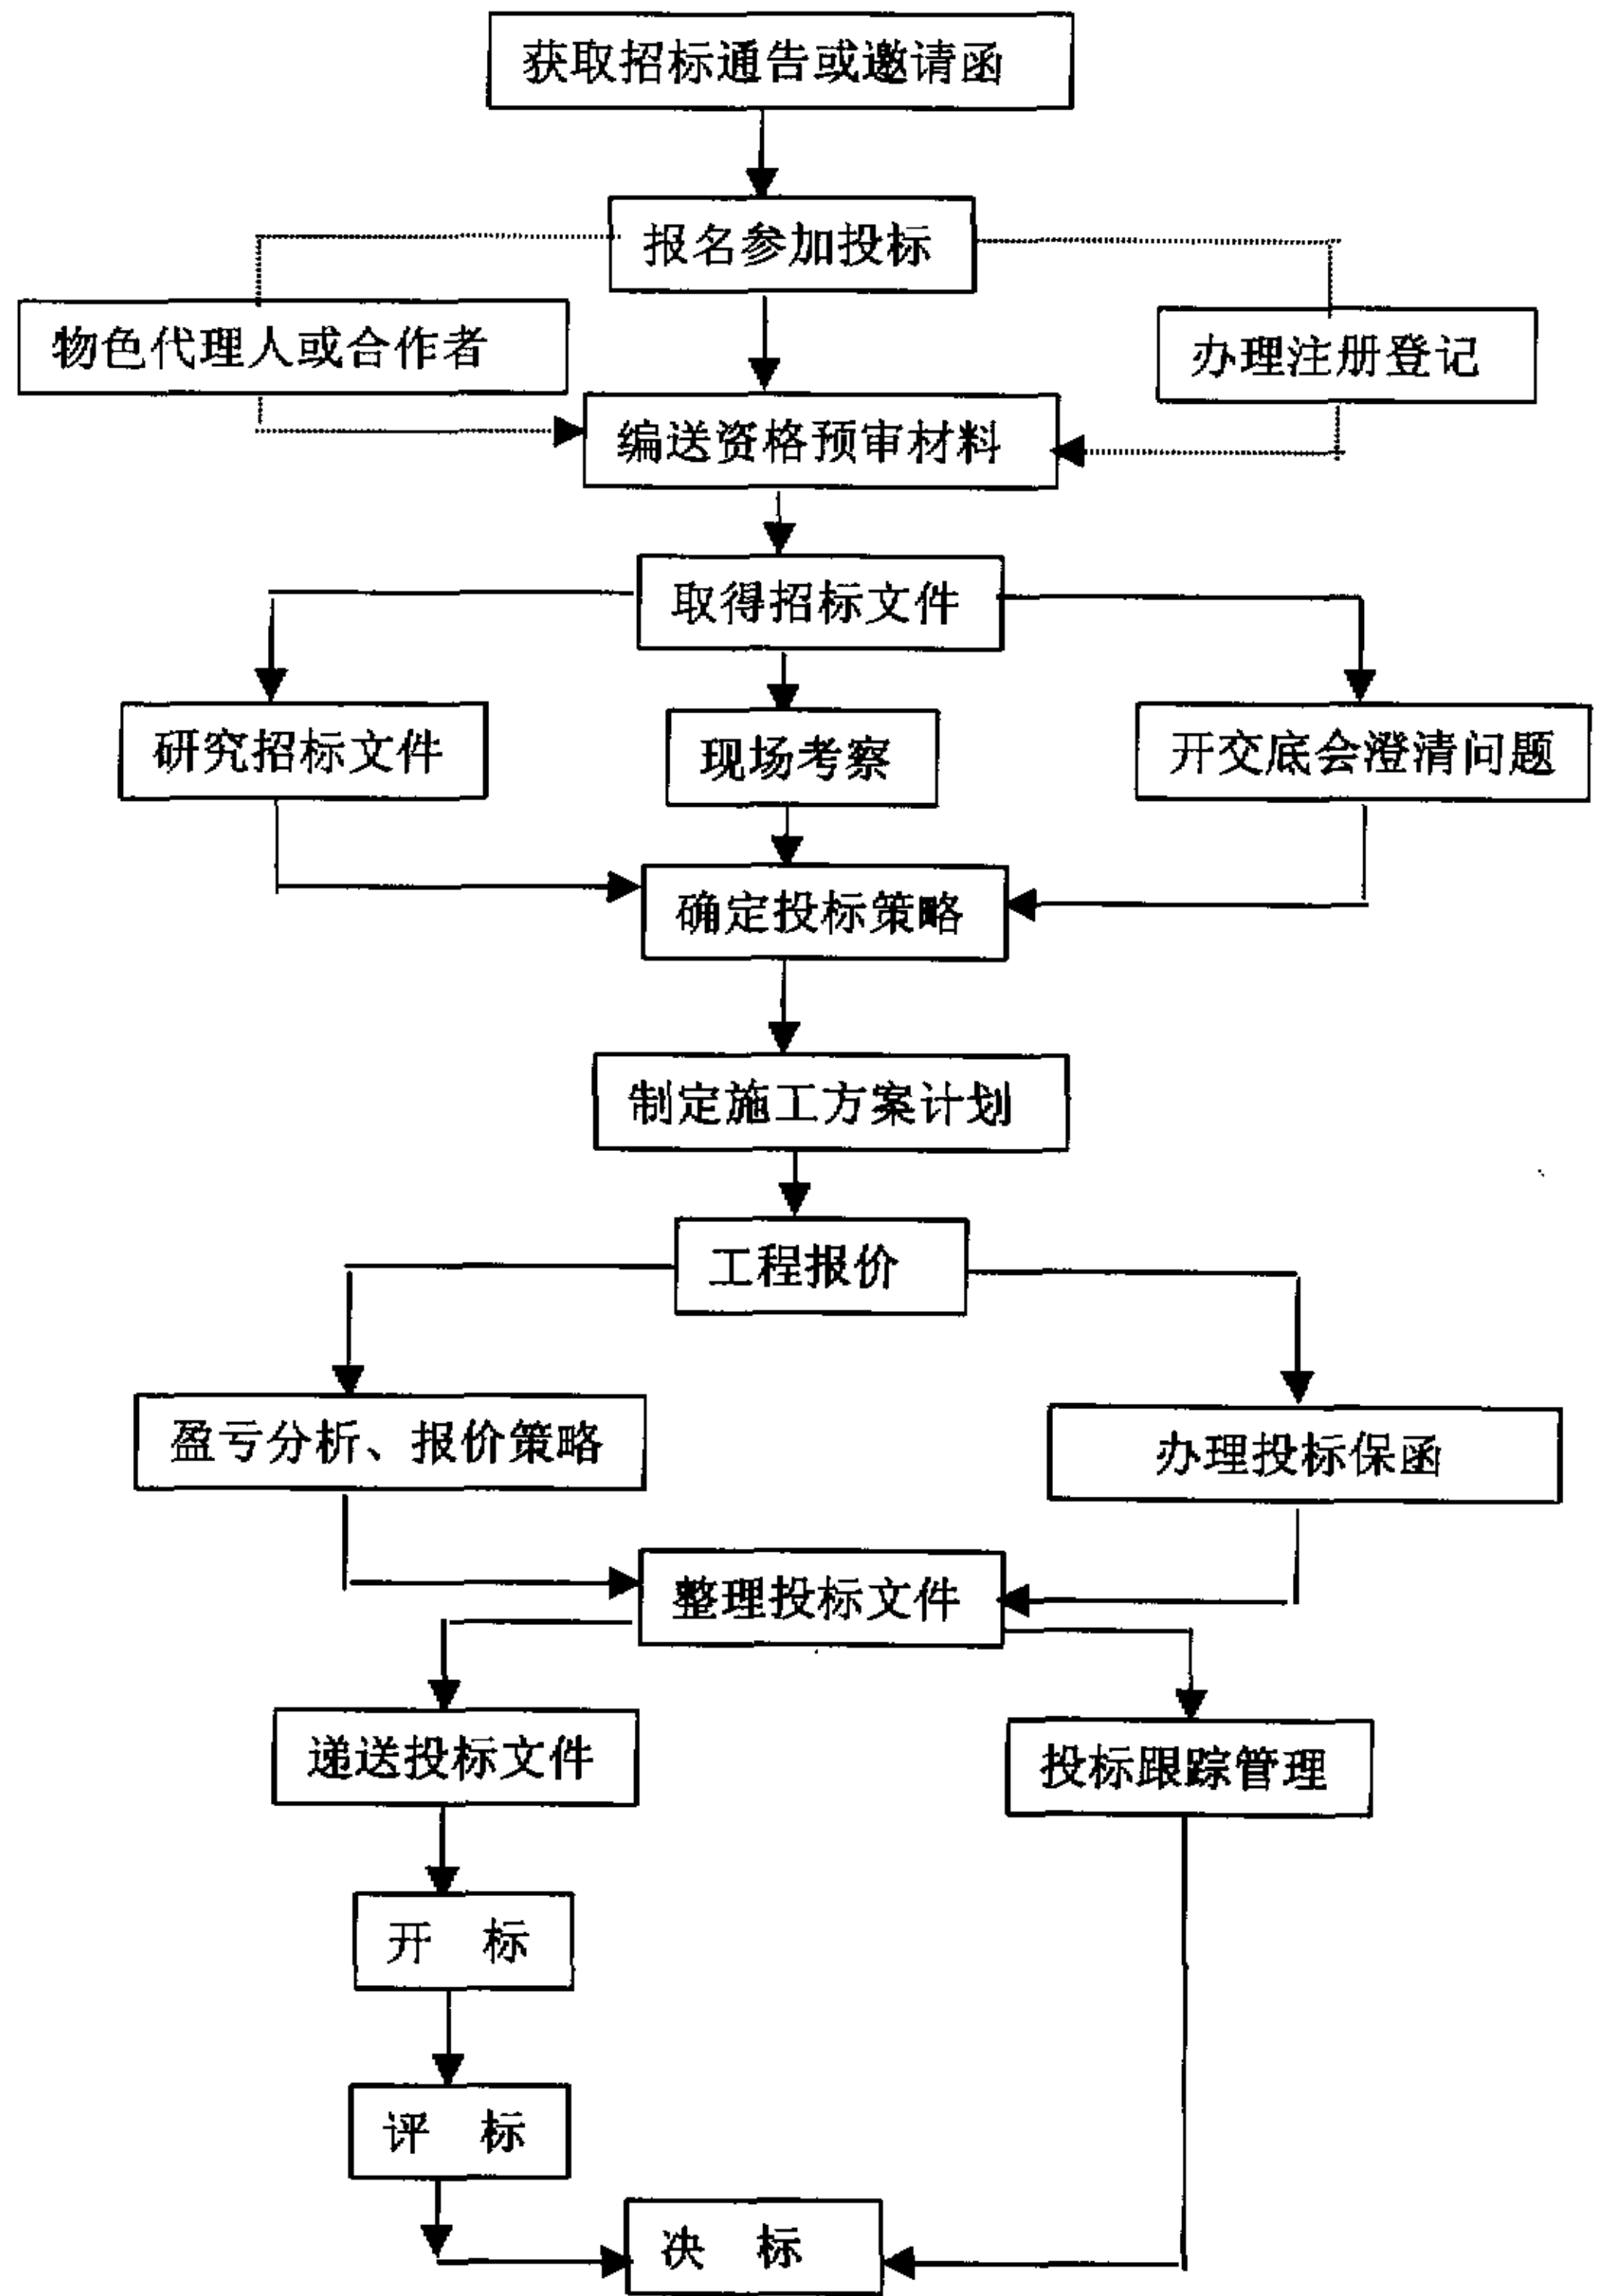 获取招标通告或邀请函
报名参加投标
物色代理人或合作者
办理注册登记
编送资格预审材料
取得招标文件
研究招标文件
现场考察
开交底会澄清问题
确定投标策略
制定施工方案计划
工程报价
盈亏分析、报价策略
办理投标保函
整理投标文件
递送投标文件
投标跟踪管理
开 标
评 标
决 标